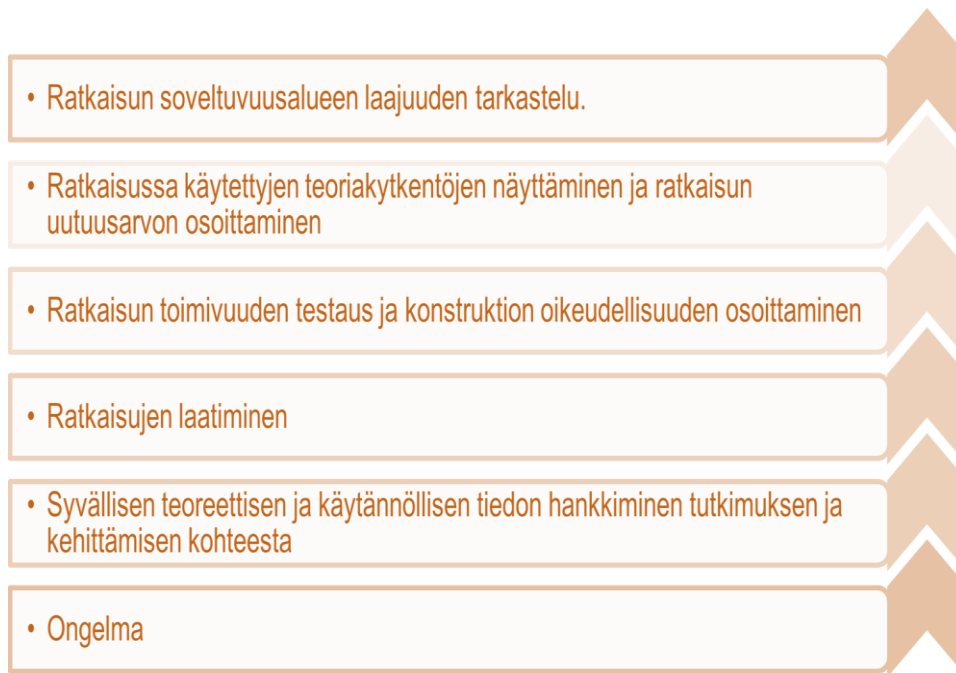 • Ratkaisun soveltuvuusalueen laajuuden tarkastelu.
• Ratkaisussa käytettyjen teoriakytkentöjen näyttäminen ja ratkaisun
uutuusarvon osoittaminen
• Ratkaisun toimivuuden testaus ja konstruktion oikeudellisuuden osoittaminen
• Ratkaisujen laatiminen
• Syvällisen teoreettisen ja käytännöllisen tiedon hankkiminen tutkimuksen ja
kehittämisen kohteesta
• Ongelma